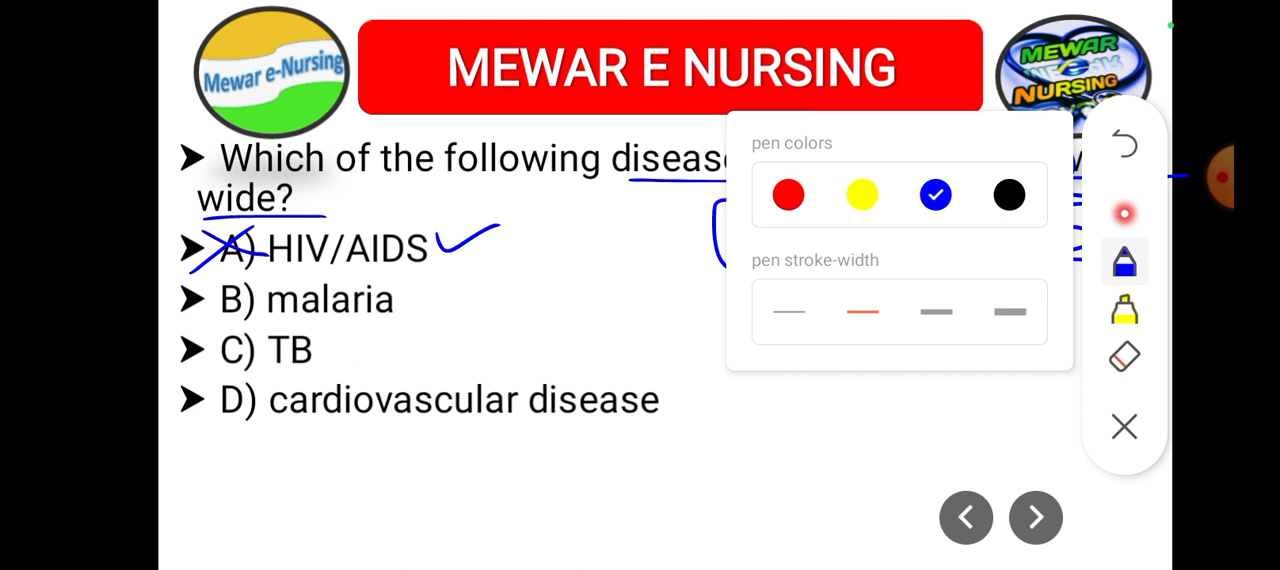 Mewar e-Nursing
MEWAR E NURSING
MEWAR
NURSING
Which of the following
wide?
A) HIV/AIDS
B) malaria
C) TB
D) cardiovascular disease
pen colors
pen stroke-width